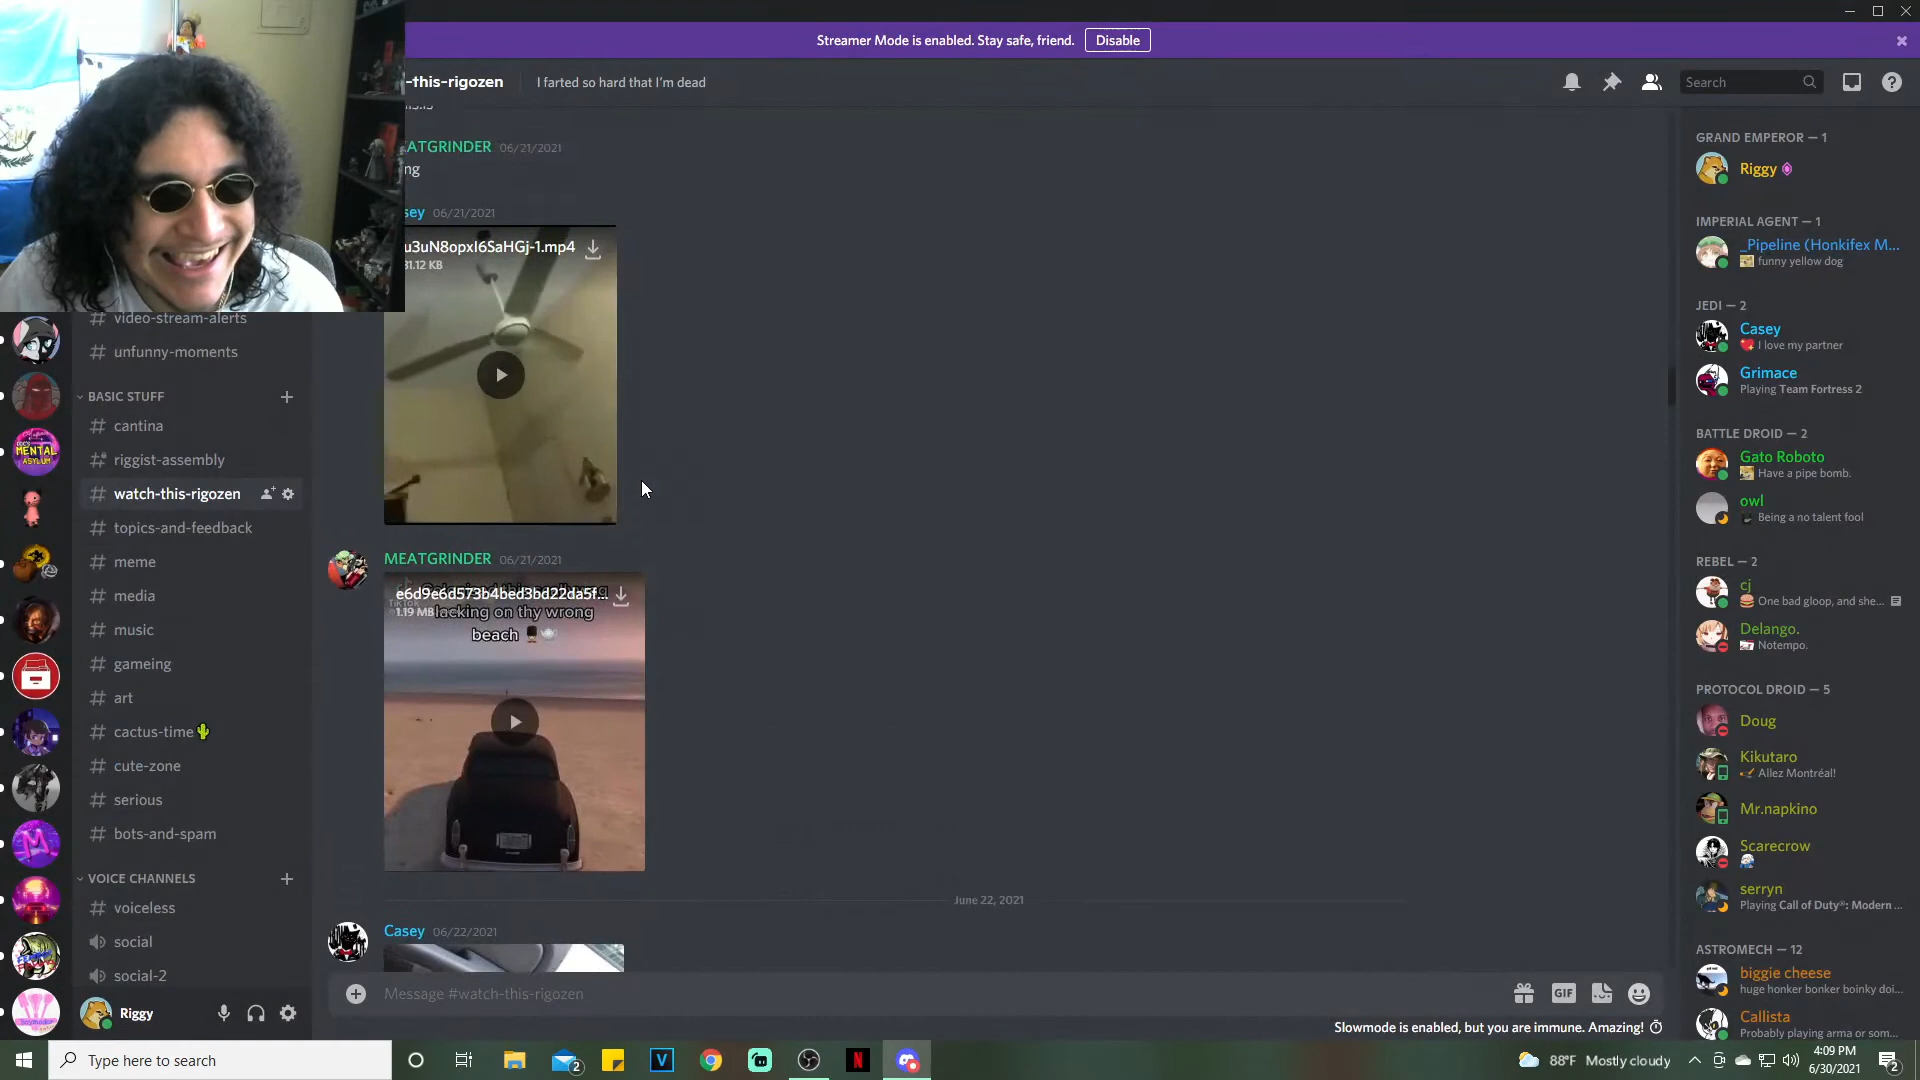 Streamer Mode is enabled. Stay safe, friend. Disable
-this-rigozen I farted so hard that I'm dead
Search
ATGRINDER 06/21/2021
ng
sey 06/21/2021
u3uN8opxI6SaHGj-1.mp4
31.12 KB
MEATGRINDER 06/21/2021
e6d9e6d573b4bed3bd22da5f...
1.19 MB
lacking on thy wrong
beach 💂🍽️
June 22, 2021
Casey 06/22/2021
Message #watch-this-rigozen
GIF
Slowmode is enabled, but you are immune. Amazing!
video-stream-alerts
unfunny-moments
BASIC STUFF
cantina
riggist-assembly
watch-this-rigozen
topics-and-feedback
meme
media
music
gameing
art
cactus-time🌵
cute-zone
serious
bots-and-spam
VOICE CHANNELS
voiceless
social
social-2
Riggy
MENTAL
ASYLUM
GRAND EMPEROR — 1
Riggy
IMPERIAL AGENT — 1
_Pipeline (Honkifex M...
funny yellow dog
JEDI — 2
Casey
I love my partner
Grimace
Playing Team Fortress 2
BATTLE DROID — 2
Gato Roboto
Have a pipe bomb.
owl
Being a no talent fool
REBEL — 2
cj
One bad gloop, and she...
Delango.
Notempo.
PROTOCOL DROID — 5
Doug
Kikutaro
Allez Montréal!
Mr.napkino
Scarecrow
serryn
Playing Call of Duty®: Modern ...
ASTROMECH — 12
biggie cheese
huge honker bonker boinky doi...
Callista
Probably playing arma or som...
Type here to search
2
V
N
88°F Mostly cloudy
4:09 PM
6/30/2021
2